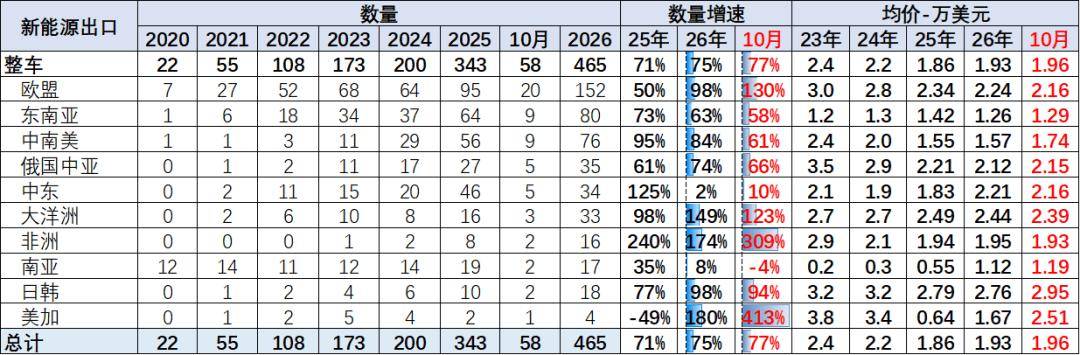 新能源出口 数量 数量增速 均价-万美元
2020 2021 2022 2023 2024 2025 10月 2026 25年 26年 10月 23年 24年 25年 26年 10月
整车 22 55 108 173 200 343 58 465 71% 75% 77% 2.4 2.2 1.86 1.93 1.96
欧盟 7 27 52 68 64 95 20 152 50% 98% 130% 3.0 2.8 2.34 2.24 2.16
东南亚 1 6 18 34 37 64 9 80 73% 63% 58% 1.2 1.3 1.42 1.26 1.29
中南美 1 1 3 11 29 56 9 76 95% 84% 61% 2.4 2.0 1.55 1.57 1.74
俄国中亚 0 1 2 11 17 27 5 35 61% 74% 66% 3.5 2.9 2.21 2.12 2.15
中东 0 2 11 15 20 46 5 34 125% 2% 10% 2.1 1.9 1.83 2.21 2.16
大洋洲 0 2 6 10 8 16 3 33 98% 149% 123% 2.7 2.7 2.49 2.44 2.39
非洲 0 0 0 1 2 8 2 16 240% 174% 309% 2.9 2.1 1.94 1.95 1.93
南亚 12 14 11 12 14 19 2 17 35% 8% -4% 0.2 0.3 0.55 1.12 1.19
日韩 0 1 2 4 6 10 2 18 77% 98% 94% 3.2 3.2 2.79 2.76 2.95
美加 0 1 2 5 4 2 1 4 -49% 180% 413% 3.8 3.4 0.64 1.67 2.51
总计 22 55 108 173 200 343 58 465 71% 75% 77% 2.4 2.2 1.86 1.93 1.96